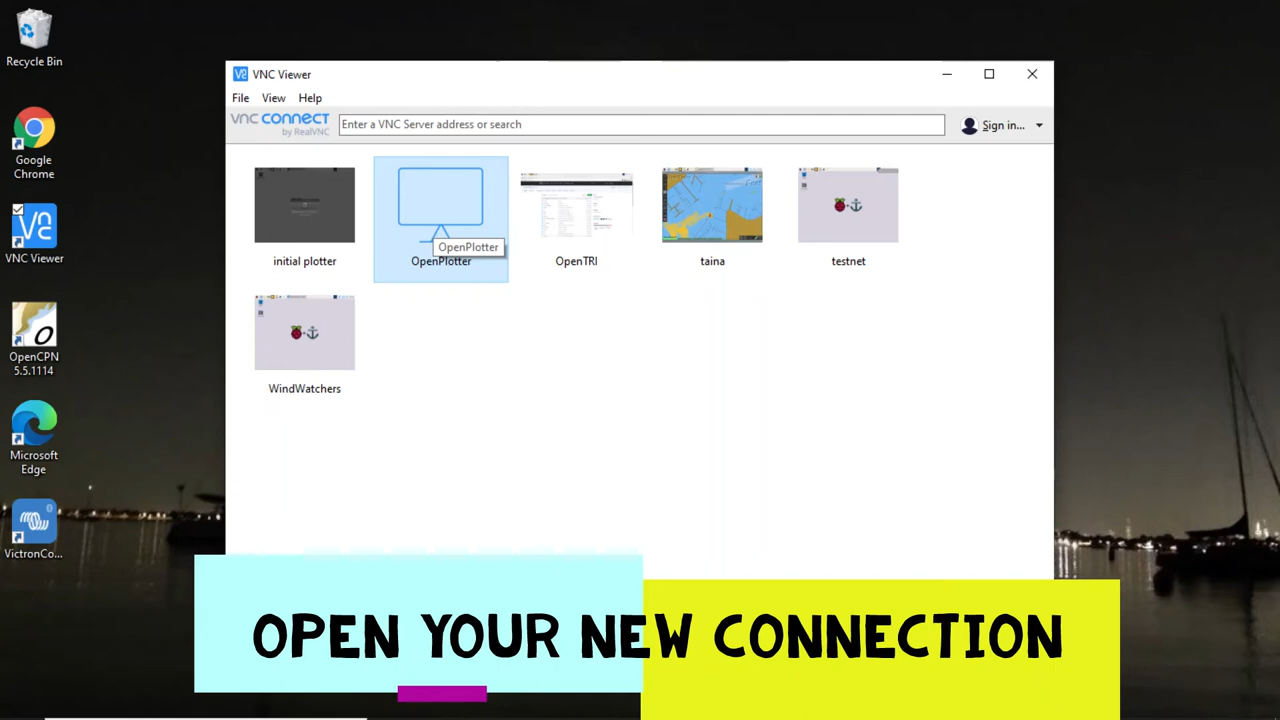 Recycle Bin
Google
Chrome
VNC Viewer
OpenCPN
5.5.1114
Microsoft
Edge
VictronCo...
VNC Viewer
File View Help
vnc connect
by RealVNC
Enter a VNC Server address or search
Sign in...
initial plotter
OpenPlotter
OpenPlotter
OpenTRI
taina
testnet
WindWatchers
OPEN YOUR NEW CONNECTION